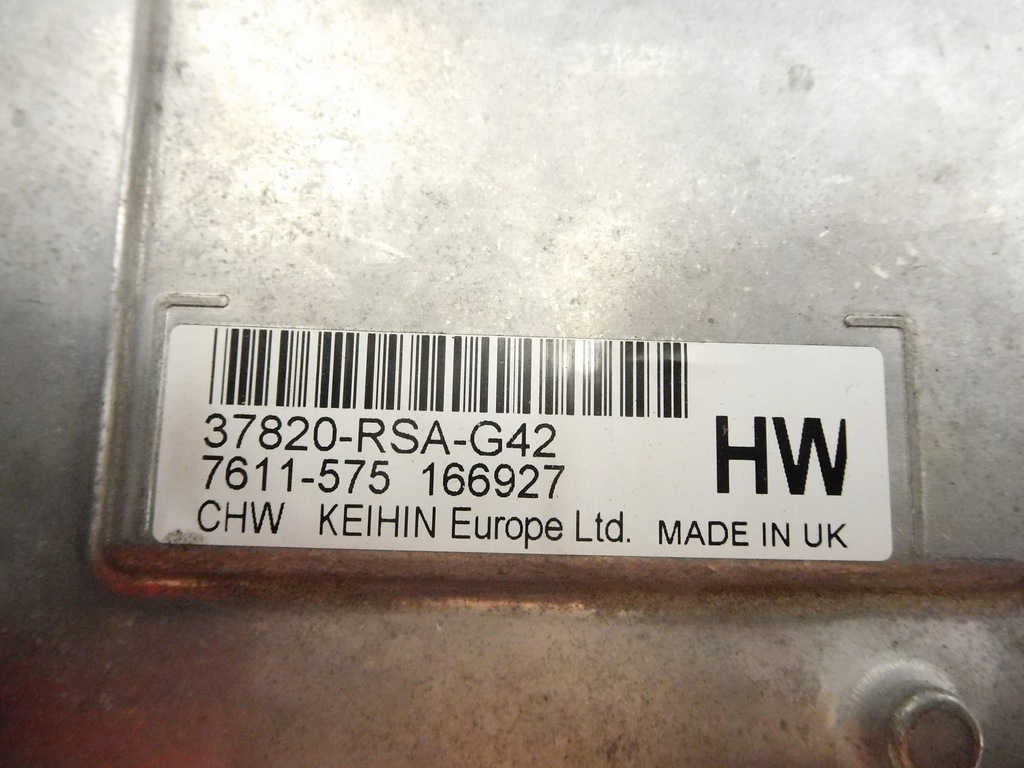 37820-RSA-G42
7611-575 166927
HW
CHW KEIHIN Europe Ltd. MADE IN UK